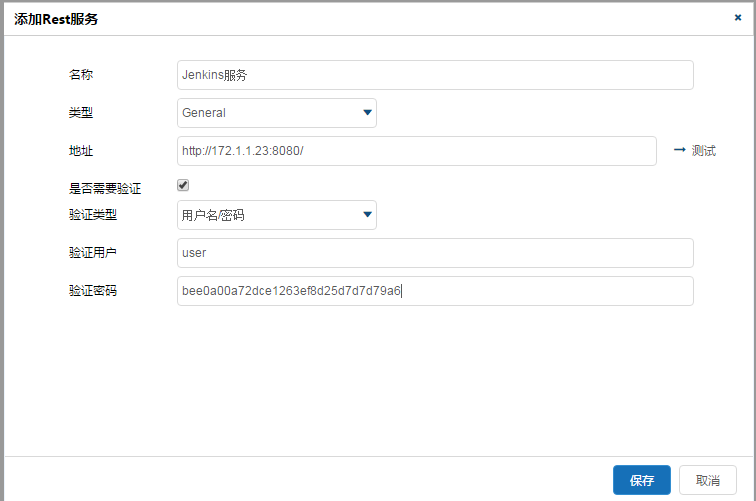 添加Rest服务
名称 Jenkins服务
类型 General
地址 http://172.1.1.23:8080/ 测试
是否需要验证
验证类型 用户名/密码
验证用户 user
验证密码 bee0a00a72dce1263ef8d25d7d7d79a6
保存 取消